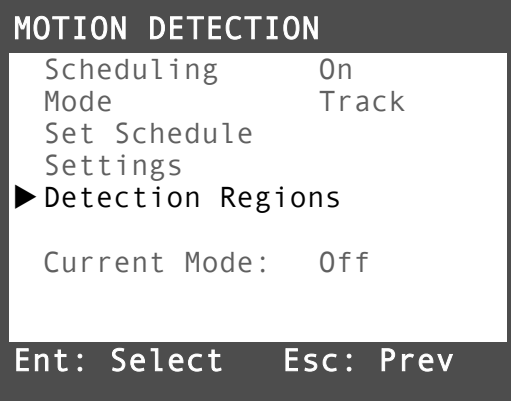 MOTION DETECTION
Scheduling On
Mode Track
Set Schedule
Settings
Detection Regions
Current Mode: Off
Ent: Select Esc: Prev